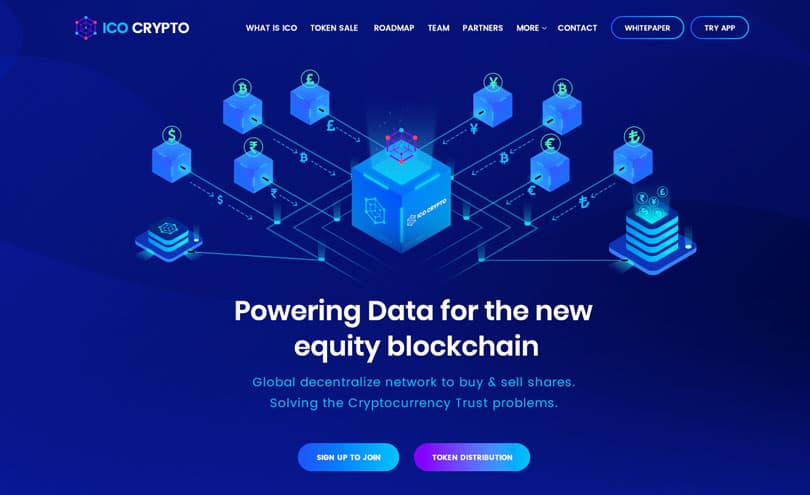 ICO CRYPTO
WHAT IS ICO TOKEN SALE ROADMAP TEAM PARTNERS MORE CONTACT WHITEPAPER TRY APP
₿ £ ¥ ₿
£ ¥
$ ₹ ₿ ₿ € ₺
$ ₹ € ₺
ICO CRYPTO
₹ ¥ £
Powering Data for the new
equity blockchain
Global decentralize network to buy & sell shares.
Solving the Cryptocurrency Trust problems.
SIGN UP TO JOIN TOKEN DISTRIBUTION